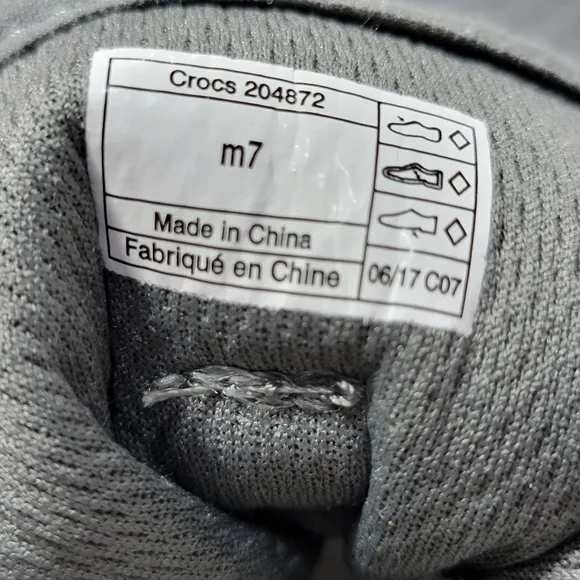 Crocs 204872
m7
Made in China
Fabriqué en Chine
06/17 C07